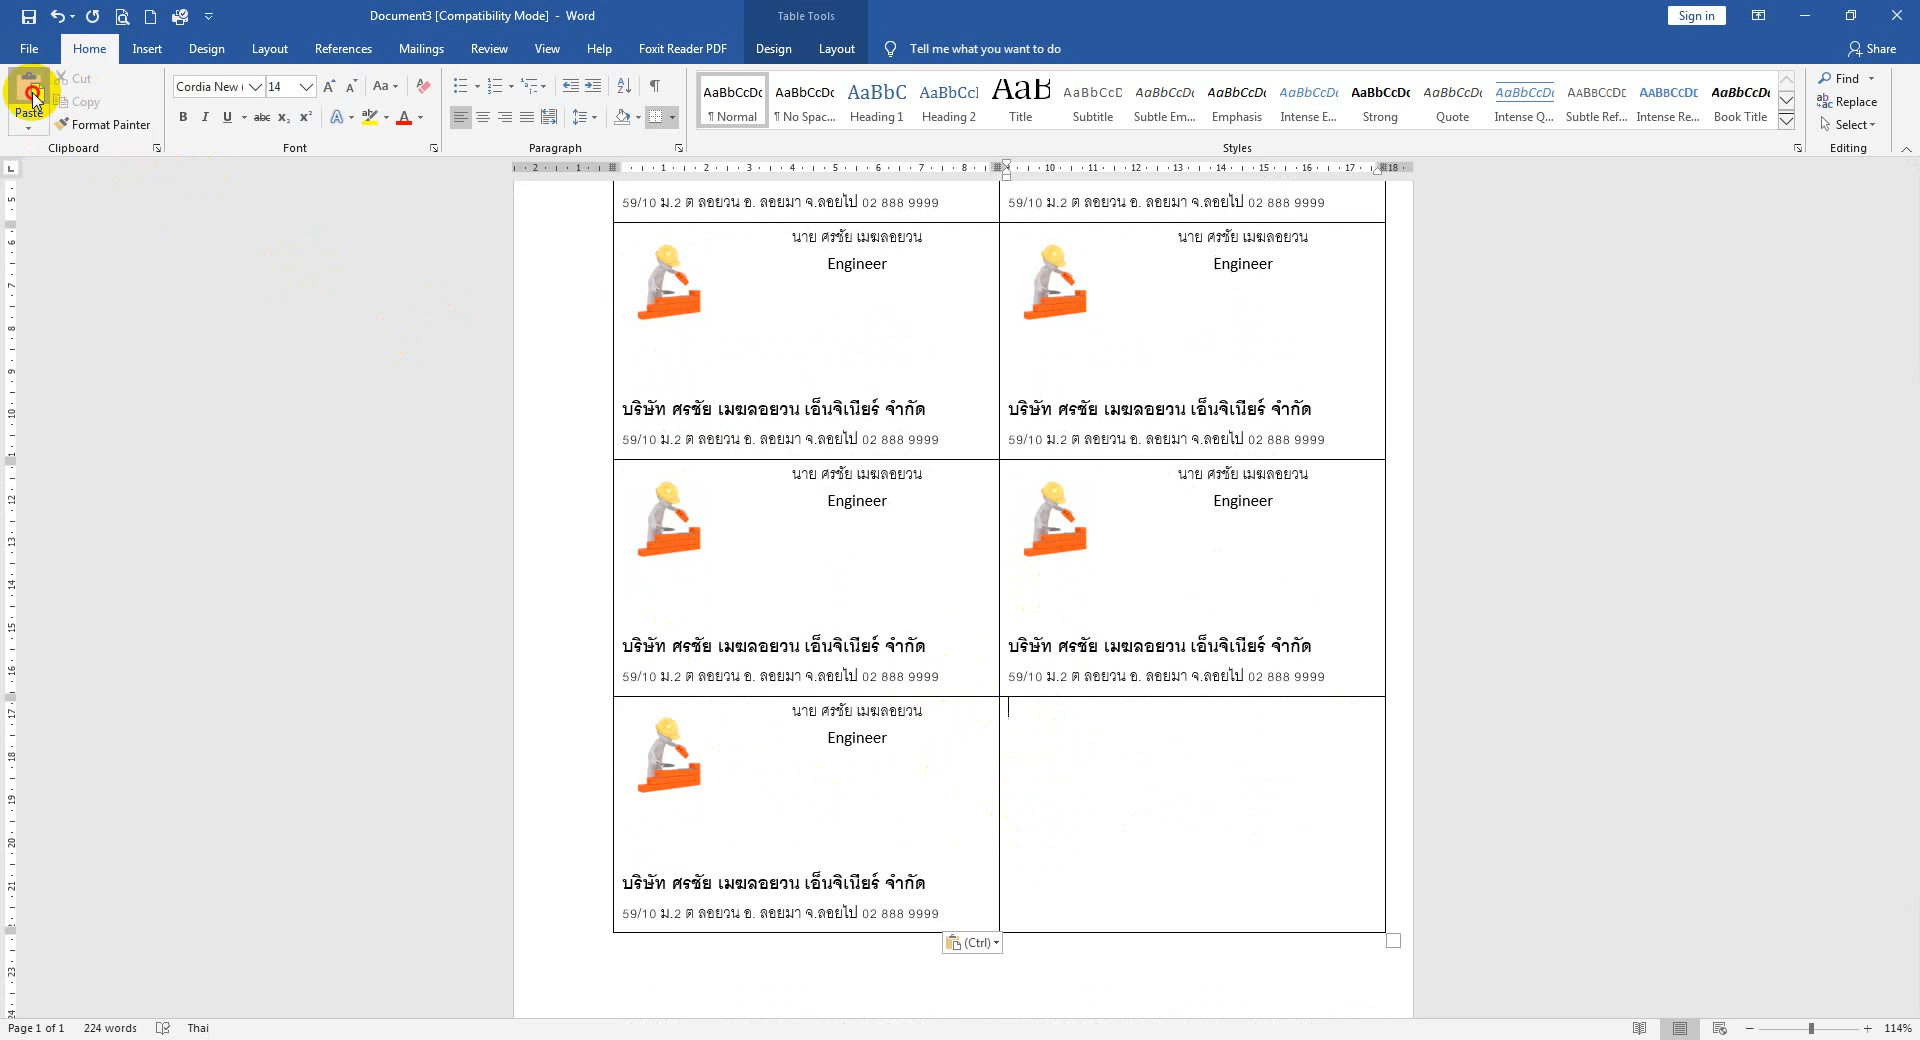 Document3 [Compatibility Mode] - Word
Table Tools
Sign in
File Home Insert Design Layout References Mailings Review View Help Foxit Reader PDF Design Layout Tell me what you want to do Share
Paste
Cut
Copy
Format Painter
Clipboard
Cordia New ( 14
Font
Paragraph
AaBbCcDc AaBbCcDc AaBbC AaBbCcI AaB AaBbCcD AaBbCcDc AaBbCcDc AaBbCcDc AaBbCcDc AaBbCcDc AaBbCcDc AABBCCDE AABBCCDE AaBbCcDc
¶ Normal ¶ No Spac... Heading 1 Heading 2 Title Subtitle Subtle Em... Emphasis Intense E... Strong Quote Intense Q... Subtle Ref... Intense Re... Book Title
Styles
Find
Replace
Select
Editing
59/10 ม.2 ต ลอยวน อ. ลอยมา จ.ลอยไป 02 888 9999
59/10 ม.2 ต ลอยวน อ. ลอยมา จ.ลอยไป 02 888 9999
นาย ศรชัย เมฆลอยวน
Engineer
บริษัท ศรชัย เมฆลอยวน เอ็นจิเนียร์ จำกัด
59/10 ม.2 ต ลอยวน อ. ลอยมา จ.ลอยไป 02 888 9999
นาย ศรชัย เมฆลอยวน
Engineer
บริษัท ศรชัย เมฆลอยวน เอ็นจิเนียร์ จำกัด
59/10 ม.2 ต ลอยวน อ. ลอยมา จ.ลอยไป 02 888 9999
นาย ศรชัย เมฆลอยวน
Engineer
บริษัท ศรชัย เมฆลอยวน เอ็นจิเนียร์ จำกัด
59/10 ม.2 ต ลอยวน อ. ลอยมา จ.ลอยไป 02 888 9999
นาย ศรชัย เมฆลอยวน
Engineer
บริษัท ศรชัย เมฆลอยวน เอ็นจิเนียร์ จำกัด
59/10 ม.2 ต ลอยวน อ. ลอยมา จ.ลอยไป 02 888 9999
นาย ศรชัย เมฆลอยวน
Engineer
บริษัท ศรชัย เมฆลอยวน เอ็นจิเนียร์ จำกัด
59/10 ม.2 ต ลอยวน อ. ลอยมา จ.ลอยไป 02 888 9999
(Ctrl)
Page 1 of 1 224 words Thai 114%